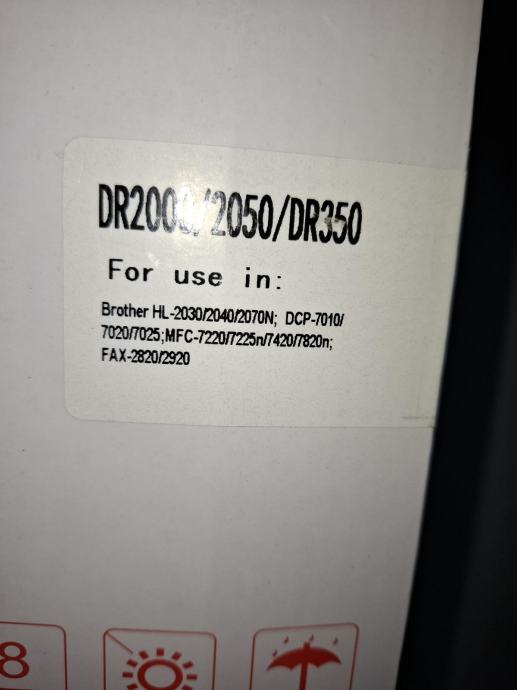 DR2000/2050/DR350
For use in:
Brother HL-2030/2040/2070N; DCP-7010/
7020/7025;MFC-7220/7225n/7420/7820n;
FAX-2820/2920
8